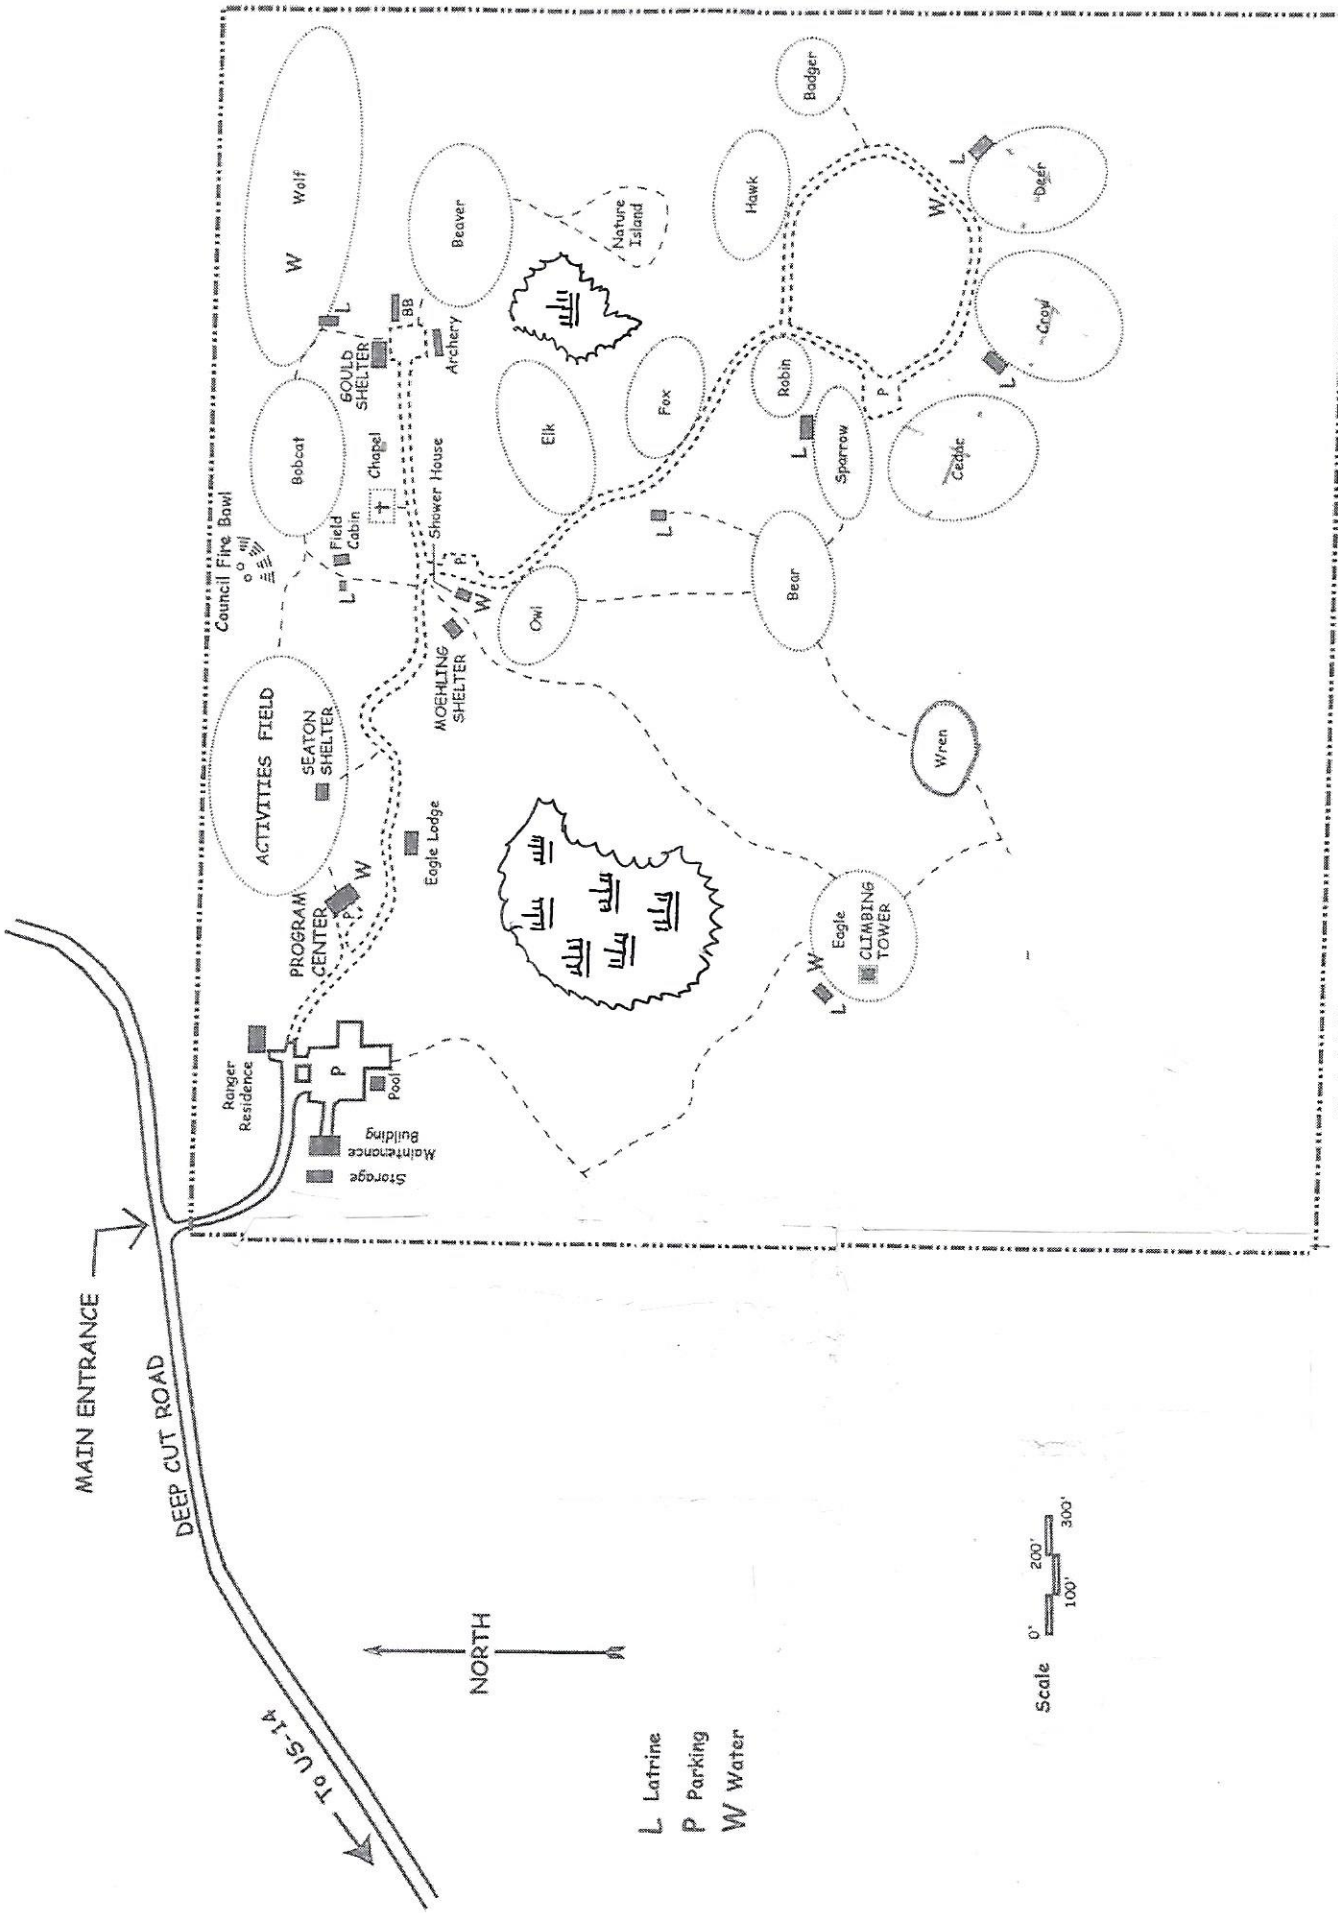 MAIN ENTRANCE
DEEP CUT ROAD
To US-14
Ranger
Residence
P
Pool
Maintenance
Building
Storage
PROGRAM
CENTER
P
W
ACTIVITIES FIELD
SEATON
SHELTER
Eagle Lodge
Council Fire Bowl
L
Field
Cabin
Bobcat
Chapel
Shower House
P
W
MOEHLING
SHELTER
Wolf
W
L
GOULD
SHELTER
BB
Archery
Beaver
Nature
Island
Elk
Fox
Owl
L
Hawk
Badger
Robin
L
Sparrow
P
Bear
Cedar
W
L
Deer
Crow
L
Wren
Eagle
CLIMBING
TOWER
W
L
NORTH
L Latrine
P Parking
W Water
Scale
0'
100'
200'
300'